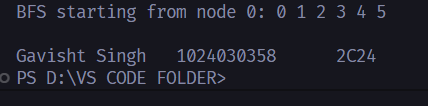 BFS starting from node 0: 0 1 2 3 4 5
Gavisht Singh 1024030358 2C24
PS D:\VS CODE FOLDER>